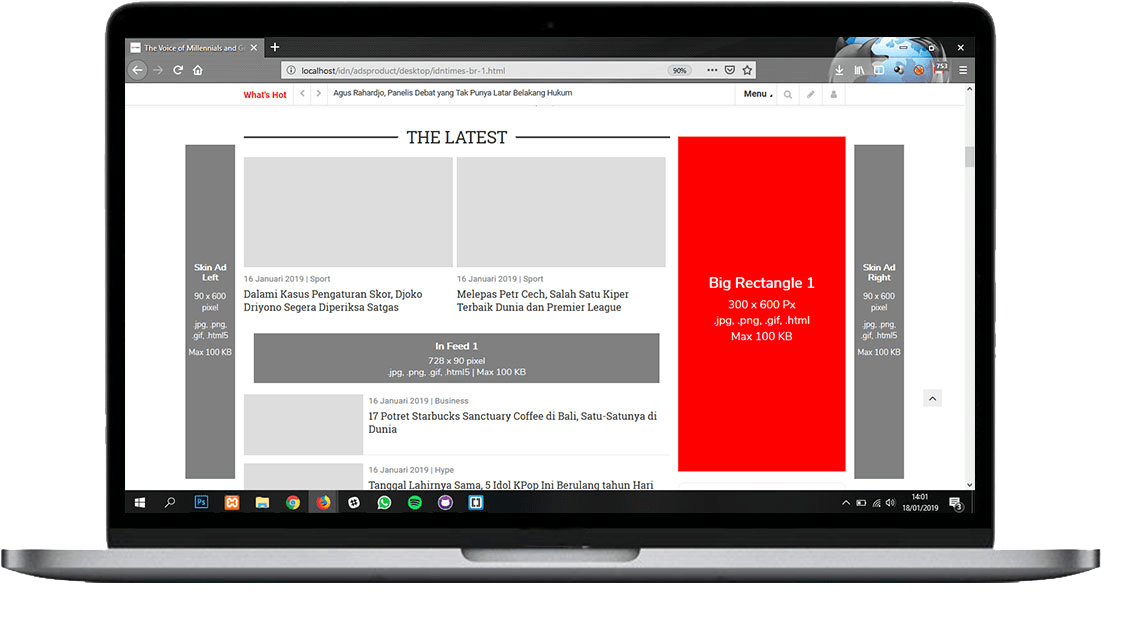 The Voice of Millennials and G
localhost/idn/adsproduct/desktop/idntimes-br-1.html
90%
753
What's Hot
Agus Rahardjo, Panelis Debat yang Tak Punya Latar Belakang Hukum
Menu
THE LATEST
Skin Ad
Left
90 x 600
pixel
.jpg, .png,
.gif, .html5
Max 100 KB
16 Januari 2019 | Sport
Dalami Kasus Pengaturan Skor, Djoko
Driyono Segera Diperiksa Satgas
16 Januari 2019 | Sport
Melepas Petr Cech, Salah Satu Kiper
Terbaik Dunia dan Premier League
In Feed 1
728 x 90 pixel
.jpg, .png, .gif, .html5 | Max 100 KB
16 Januari 2019 | Business
17 Potret Starbucks Sanctuary Coffee di Bali, Satu-Satunya di
Dunia
16 Januari 2019 | Hype
Tanggal Lahirnya Sama, 5 Idol KPop Ini Berulang tahun Hari
Big Rectangle 1
300 x 600 Px
.jpg, .png, .gif, .html
Max 100 KB
Skin Ad
Right
90 x 600
pixel
.jpg, .png,
.gif, .html5
Max 100 KB
Ps
14:01
18/01/2019
3